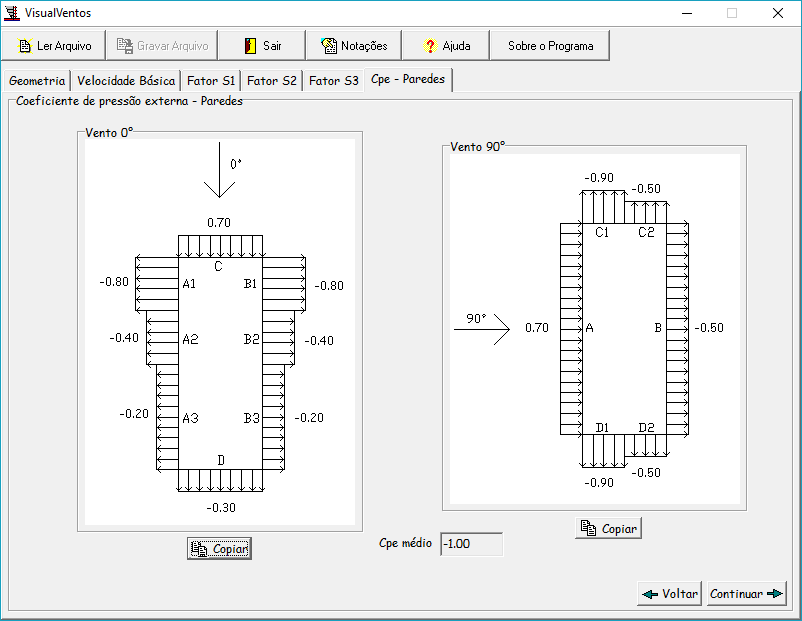 VisualVentos
Ler Arquivo Gravar Arquivo Sair Notações ? Ajuda Sobre o Programa
Geometria Velocidade Básica Fator S1 Fator S2 Fator S3 Cpe - Paredes
Coeficiente de pressão externa - Paredes
Vento 0°
0°
0.70
C
-0.80 A1 B1 -0.80
-0.40 A2 B2 -0.40
-0.20 A3 B3 -0.20
D
-0.30
Copiar
Vento 90°
-0.90 -0.50
C1 C2
90° 0.70 A B -0.50
D1 D2
-0.90 -0.50
Copiar
Cpe médio -1.00
Voltar Continuar